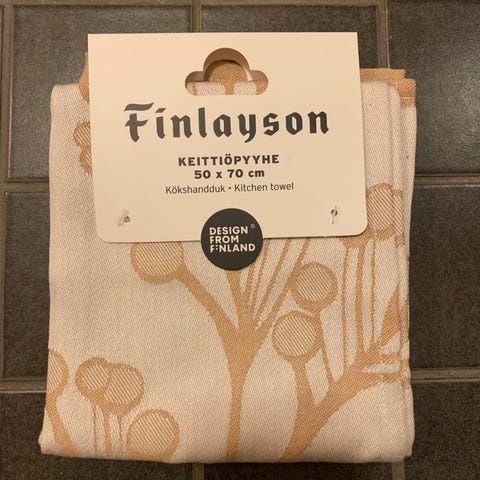 Finlayson
KEITTIÖPYYHE
50 x 70 cm
Kökshandduk • Kitchen towel
DESIGN ®
FROM
FINLAND